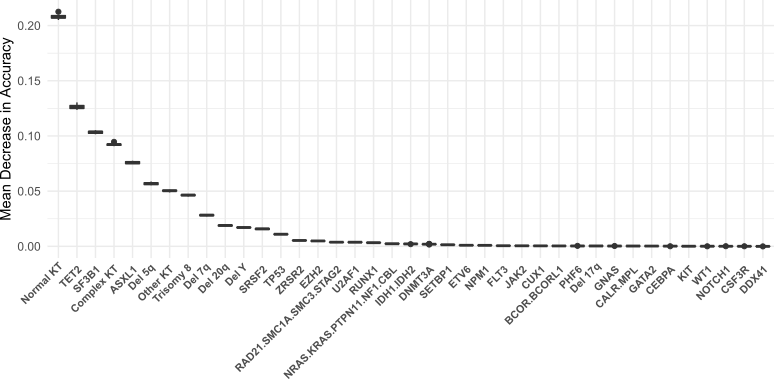 Mean Decrease in Accuracy
0.20
0.15
0.10
0.05
0.00
Normal KT
TET2
SF3B1
Complex KT
ASXL1
Del 5q
Other KT
Trisomy 8
Del 7q
Del 20q
Del Y
SRSF2
TP53
ZRSR2
EZH2
RAD21.SMC1A.SMC3.STAG2
U2AF1
RUNX1
NRAS.KRAS.PTPN11.NF1.CBL
IDH1.IDH2
DNMT3A
SETBP1
ETV6
NPM1
FLT3
JAK2
CUX1
BCOR.BCORL1
PHF6
Del 17q
GNAS
CALR.MPL
GATA2
CEBPA
KIT
WT1
NOTCH1
CSF3R
DDX41